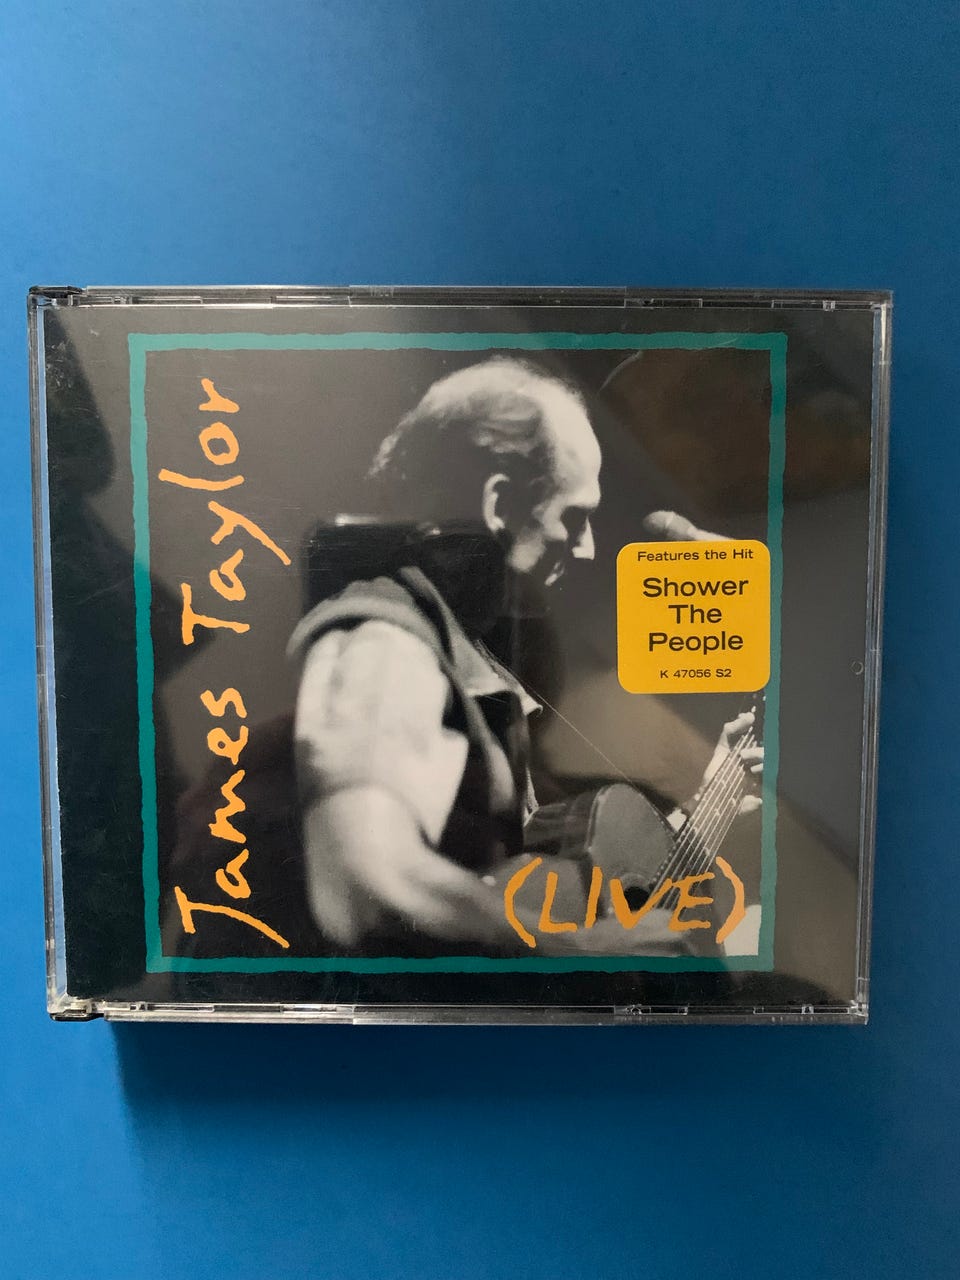 James Taylor
Features the Hit
Shower
The
People
K 47056 S2
(LIVE)